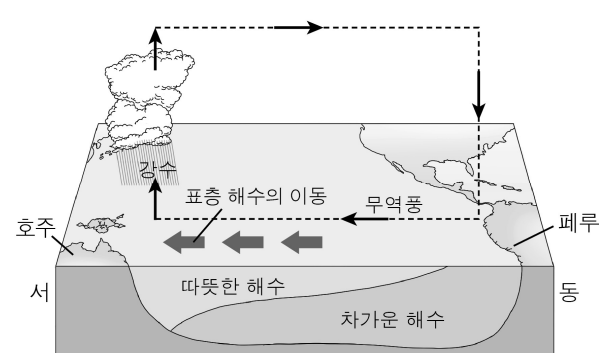 강수
표층 해수의 이동
무역풍
호주
페루
서
따뜻한 해수
동
차가운 해수